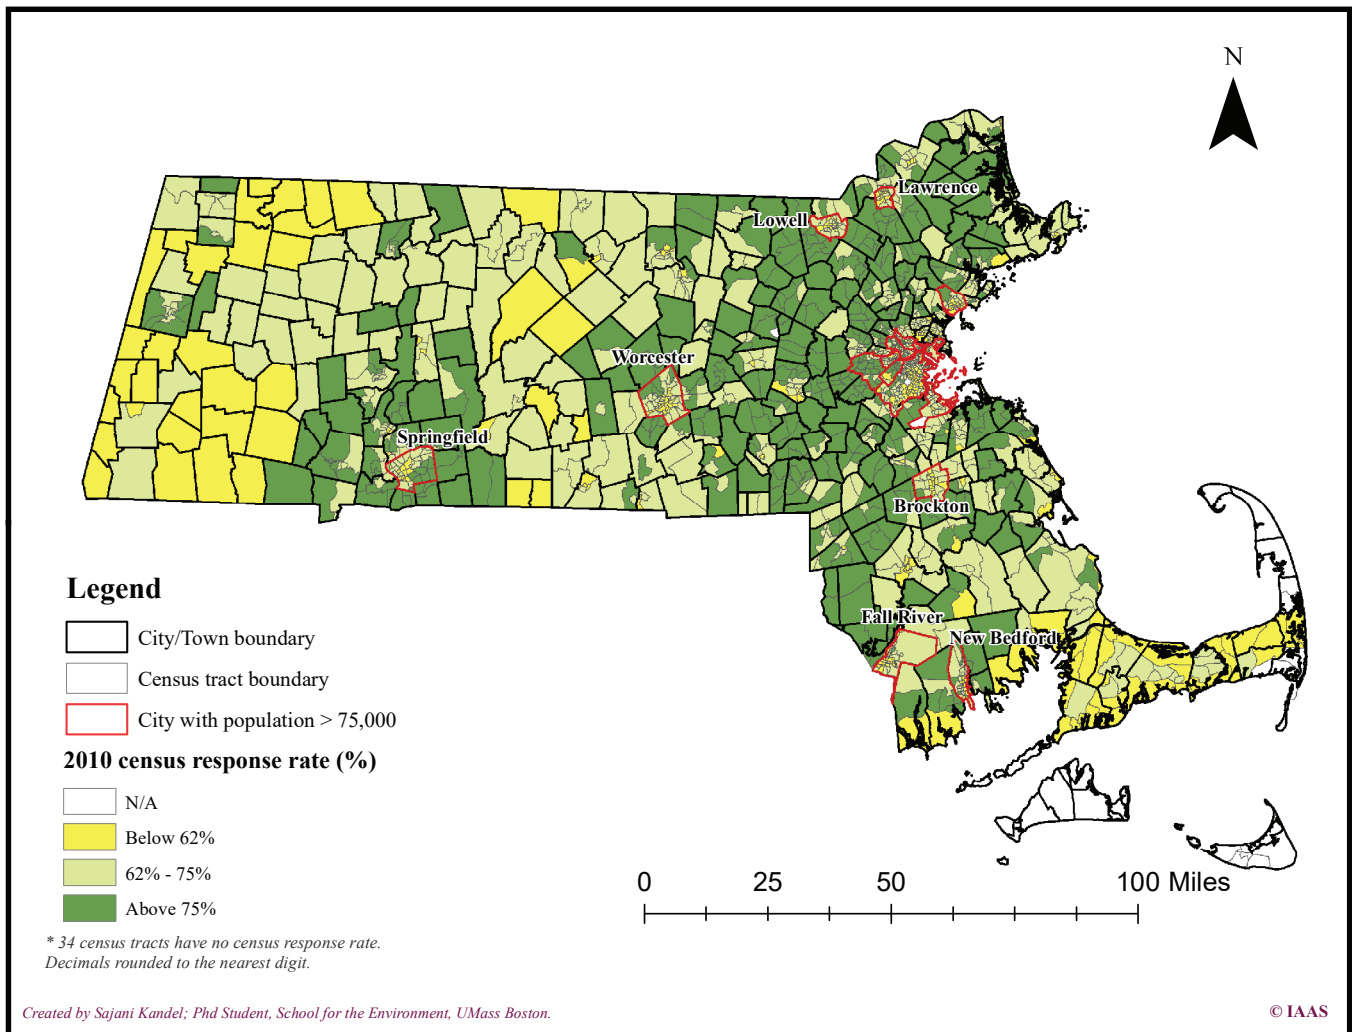 N
Lawrence
Lowell
Worcester
Springfield
Brockton
Fall River
New Bedford
Legend
City/Town boundary
Census tract boundary
City with population > 75,000
2010 census response rate (%)
N/A
Below 62%
62% - 75%
Above 75%
0 25 50 100 Miles
* 34 census tracts have no census response rate.
Decimals rounded to the nearest digit.
Created by Sajani Kandel; Phd Student, School for the Environment, UMass Boston.
© IAAS